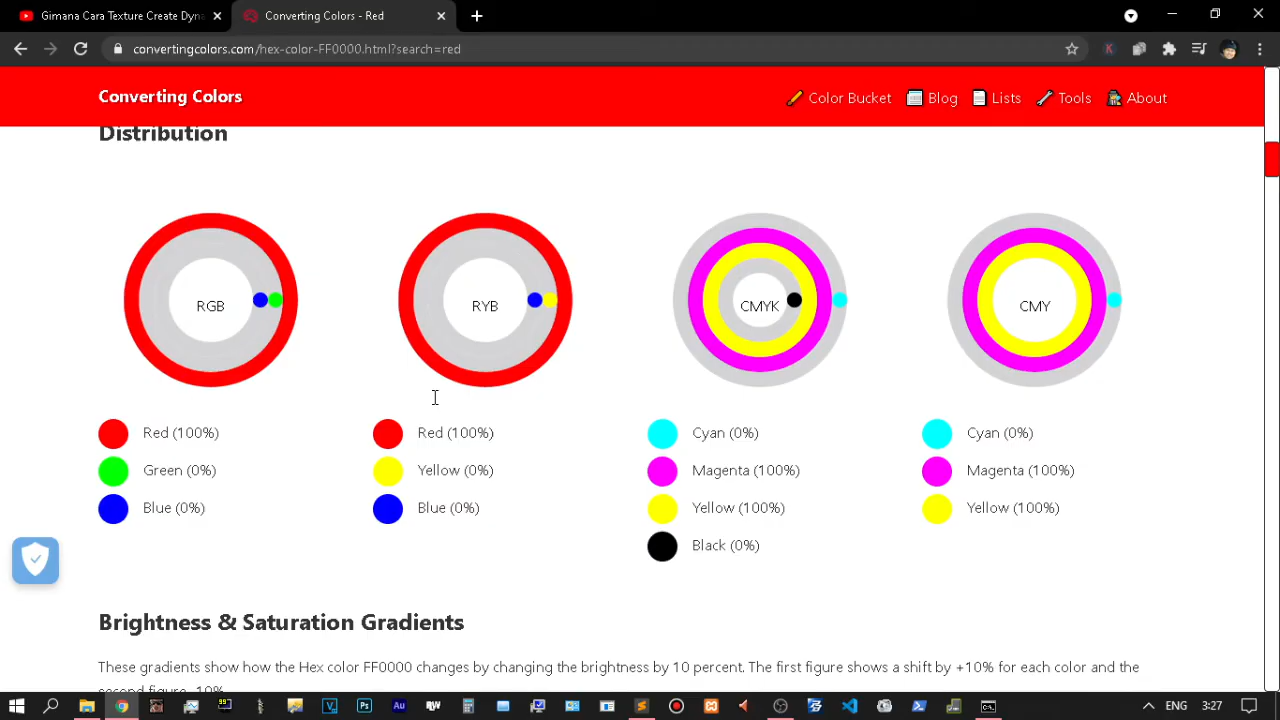 Gimana Cara Texture Create Dyna
Converting Colors - Red
convertingcolors.com/hex-color-FF0000.html?search=red
Converting Colors
Color Bucket
Blog
Lists
Tools
About
Distribution
RGB
RYB
CMYK
CMY
Red (100%)
Green (0%)
Blue (0%)
Red (100%)
Yellow (0%)
Blue (0%)
Cyan (0%)
Magenta (100%)
Yellow (100%)
Black (0%)
Cyan (0%)
Magenta (100%)
Yellow (100%)
Brightness & Saturation Gradients
These gradients show how the Hex color FF0000 changes by changing the brightness by 10 percent. The first figure shows a shift by +10% for each color and the
second figure -10%.
ENG
3:27